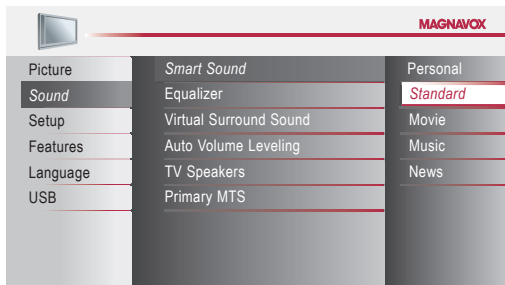 MAGNAVOX
Picture
Sound
Setup
Features
Language
USB
Smart Sound
Equalizer
Virtual Surround Sound
Auto Volume Leveling
TV Speakers
Primary MTS
Personal
Standard
Movie
Music
News